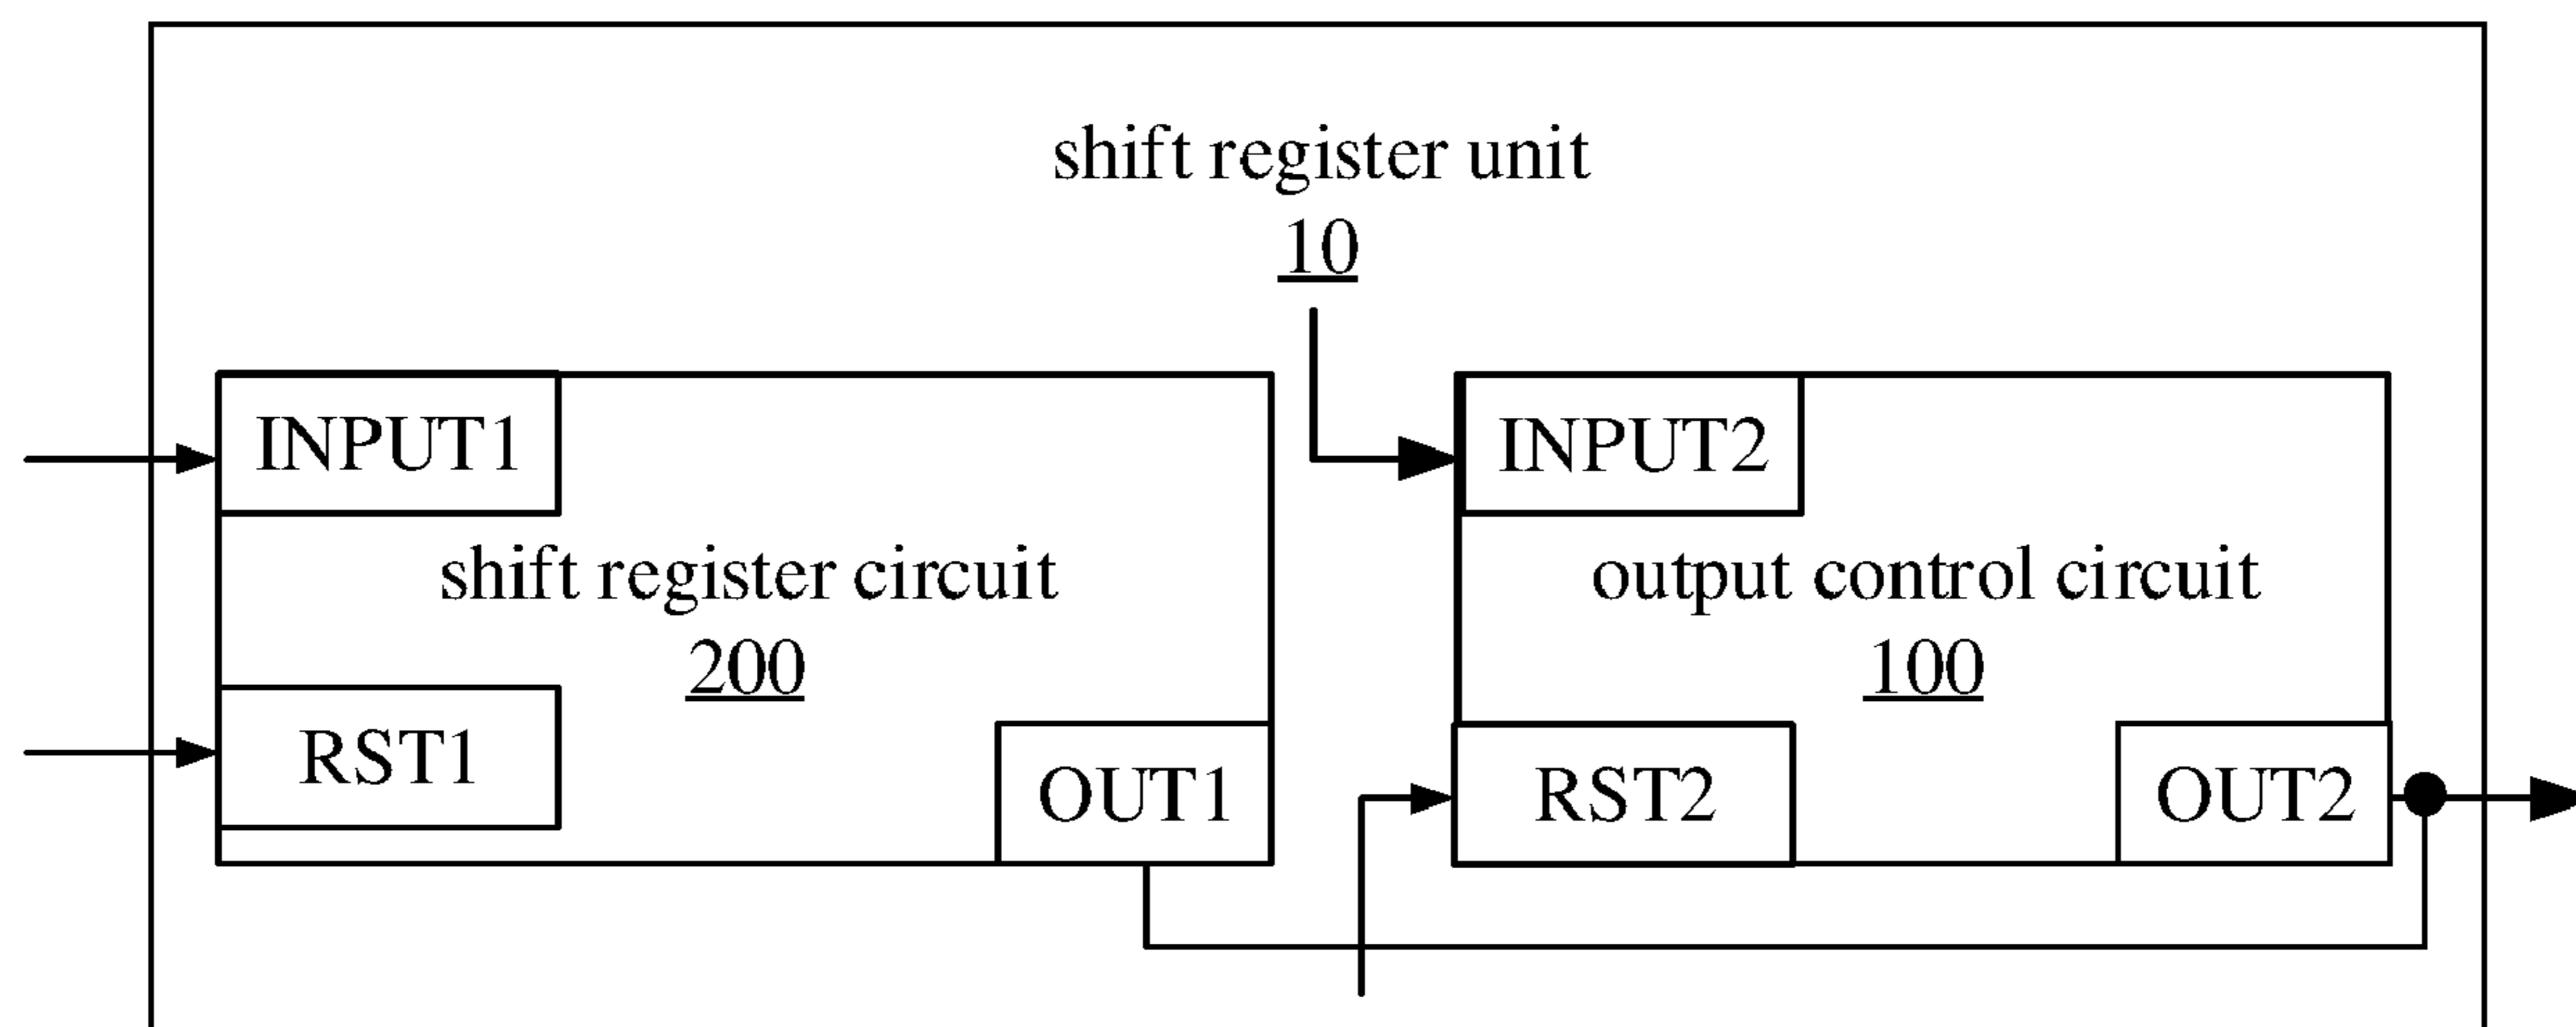 shift register unit
10
INPUT1
INPUT2
shift register circuit
200
output control circuit
100
RST1
OUT1
RST2
OUT2